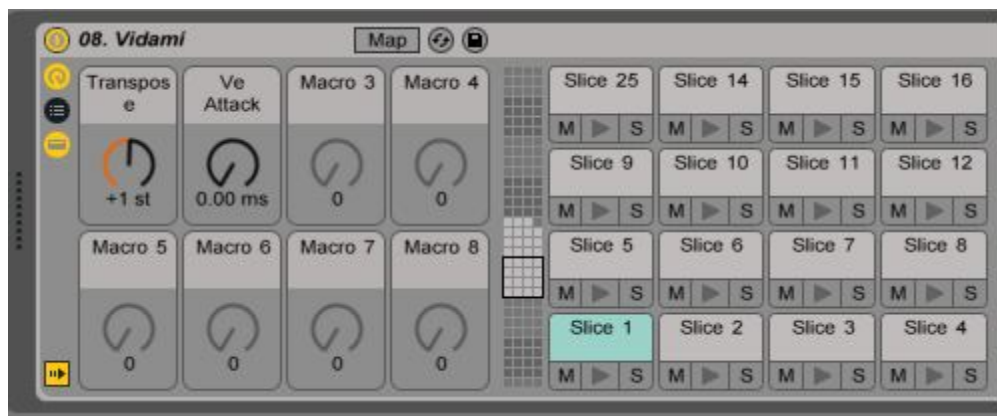 08. Vidami Map
Transpos Ve Macro 3 Macro 4
e Attack
+1 st 0.00 ms 0 0
Macro 5 Macro 6 Macro 7 Macro 8
0 0 0 0
Slice 25 Slice 14 Slice 15 Slice 16
M S M S M S M S
Slice 9 Slice 10 Slice 11 Slice 12
M S M S M S M S
Slice 5 Slice 6 Slice 7 Slice 8
M S M S M S M S
Slice 1 Slice 2 Slice 3 Slice 4
M S M S M S M S